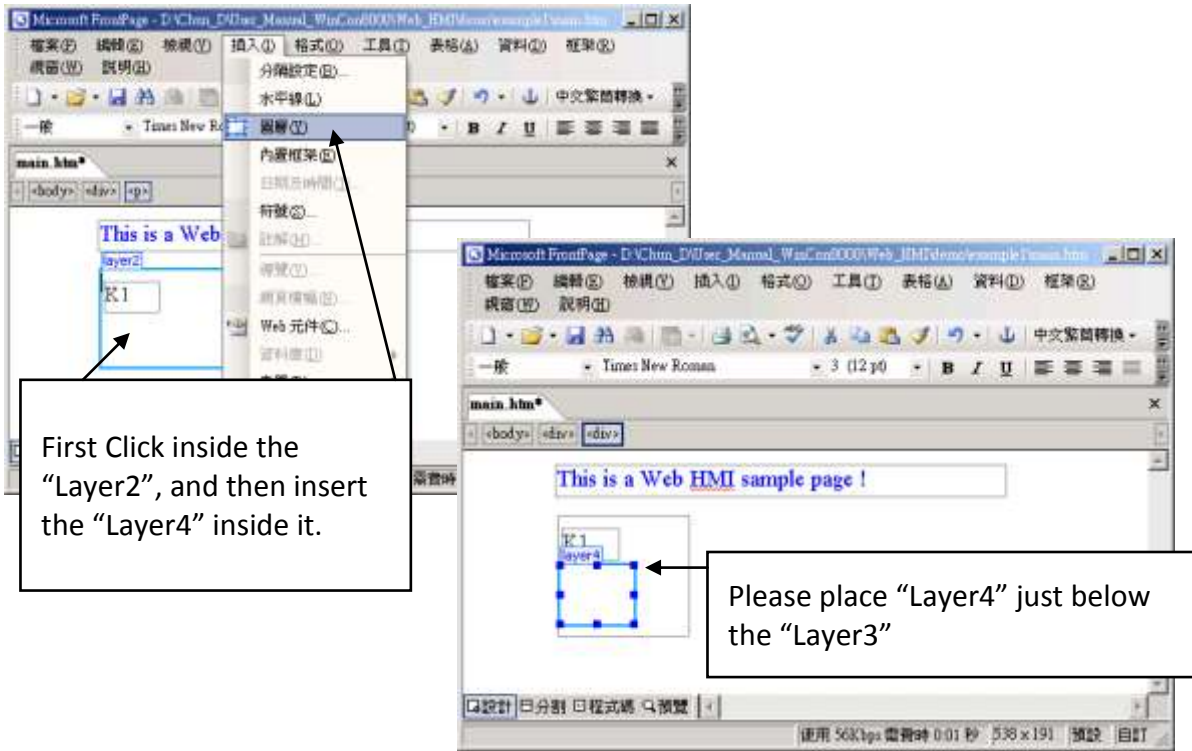 Microsoft FrontPage - D:\Chun_D\User_Manual_WinCon8000\Web_HMI\demo\example1\main.htm
檔案(F) 編輯(E) 檢視(V) 插入(I) 格式(O) 工具(T) 表格(A) 資料(D) 框架(R)
視窗(W) 說明(H)
分隔設定(B)...
水平線(L)
中文繁簡轉換
一般 Times New Ro
圖層(Y)
B I U
內置框架(E)
main.htm*
日期及時間(T)...
<body> <div> <p>
符號(S)...
註解(H)...
This is a Web
layer2
導覽(V)...
K1
網頁橫幅(B)...
Web 元件(C)...
資料庫(D)
First Click inside the
“Layer2”, and then insert
the “Layer4” inside it.
Microsoft FrontPage - D:\Chun_D\User_Manual_WinCon8000\Web_HMI\demo\example1\main.htm
檔案(F) 編輯(E) 檢視(V) 插入(I) 格式(O) 工具(T) 表格(A) 資料(D) 框架(R)
視窗(W) 說明(H)
中文繁簡轉換
一般 Times New Roman 3 (12 pt) B I U
main.htm*
<body> <div> <div>
This is a Web HMI sample page !
K1
layer4
Please place “Layer4” just below
the “Layer3”
設計 分割 程式碼 預覽
使用 56Kbps 需費時 0:01 秒 538 x 191 預設 自訂